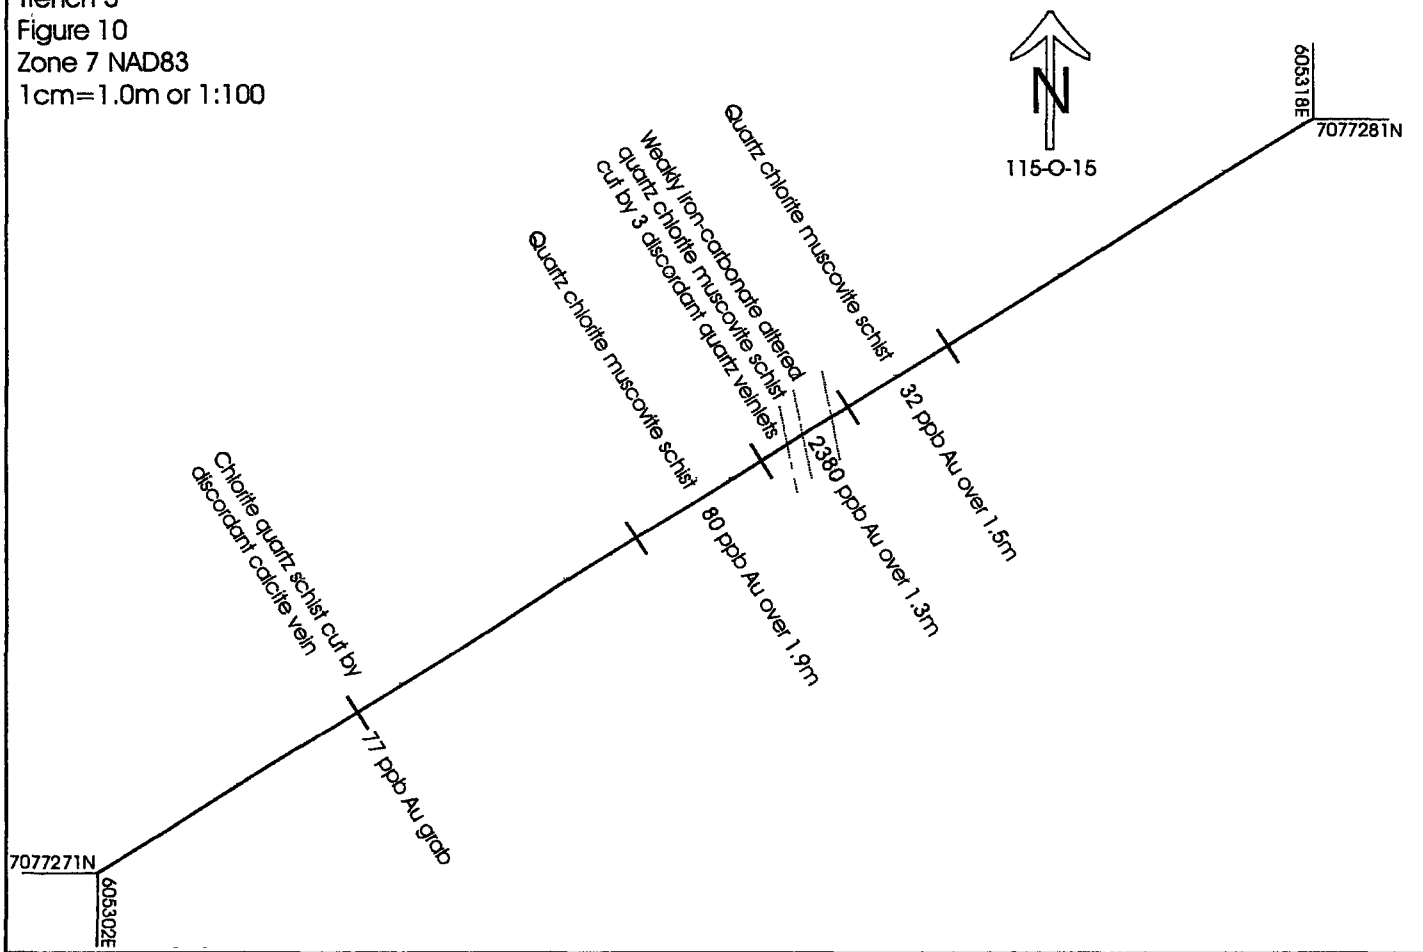 Figure 10
Zone 7 NAD83
1cm=1.0m or 1:100
N
115-O-15
605318E
7077281N
Quartz chlorite muscovite schist
Weakly iron-carbonate altered
quartz chlorite muscovite schist
cut by 3 discordant quartz veinlets
Quartz chlorite muscovite schist
Chlorite quartz schist cut by
discordant calcite vein
32 ppb Au over 1.5m
2380 ppb Au over 1.3m
80 ppb Au over 1.9m
77 ppb Au grab
7077271N
605302E